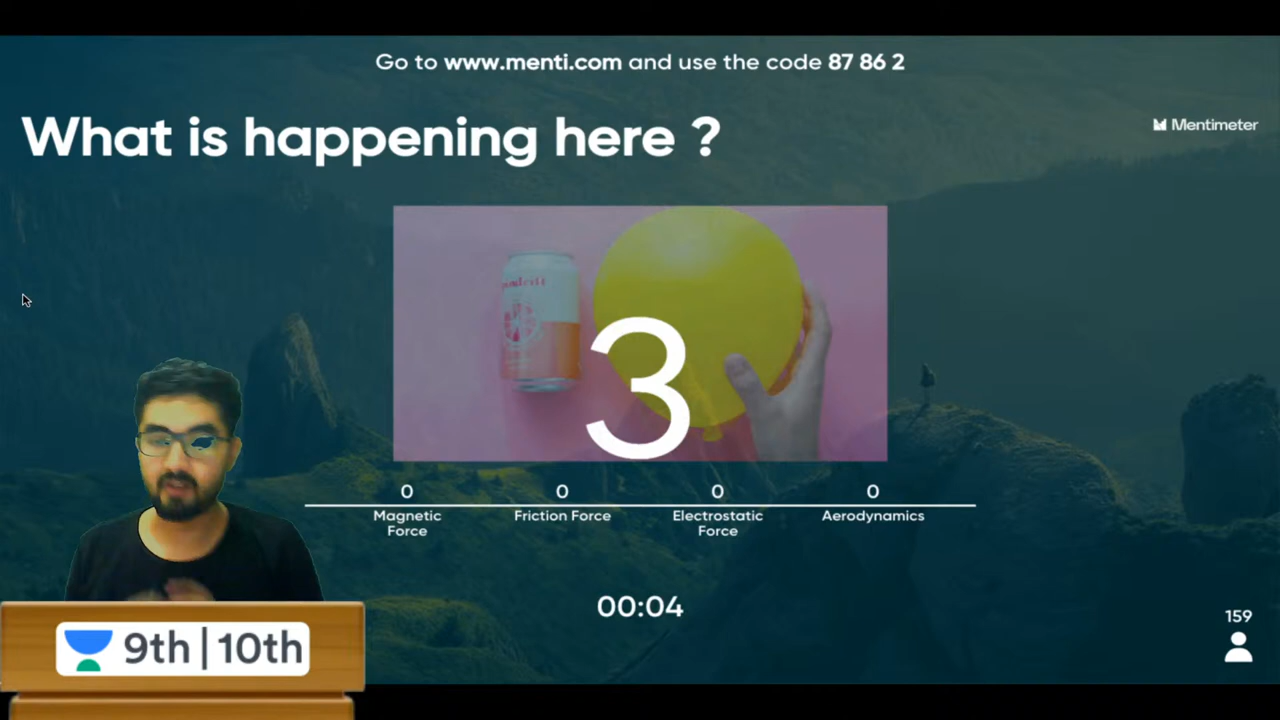 Go to www.menti.com and use the code 87 86 2
What is happening here ?
Mentimeter
3
0 0 0 0
Magnetic Force
Friction Force
Electrostatic Force
Aerodynamics
00:04
159
9th | 10th